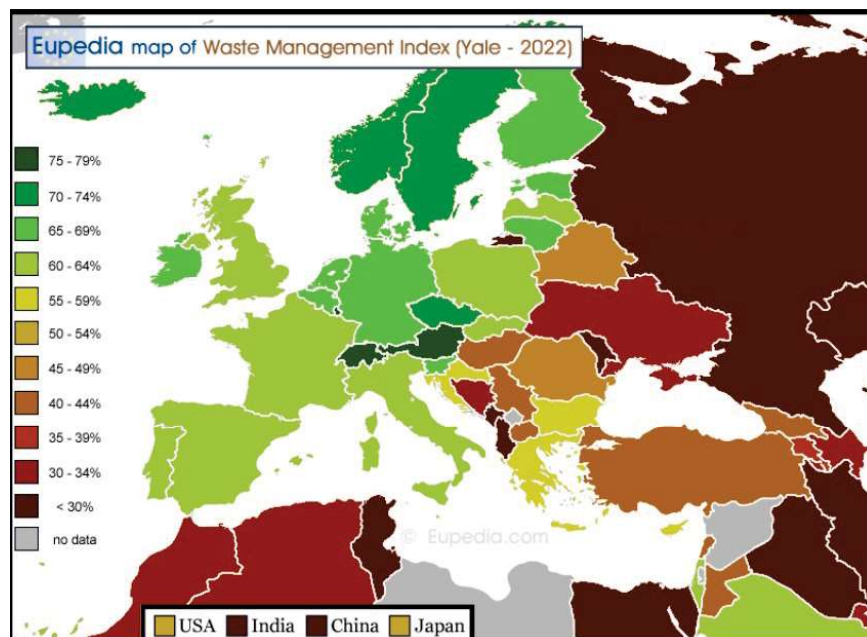 Eupedia map of Waste Management Index (Yale - 2022)
75 - 79%
70 - 74%
65 - 69%
60 - 64%
55 - 59%
50 - 54%
45 - 49%
40 - 44%
35 - 39%
30 - 34%
< 30%
no data
© Eupedia.com
USA India China Japan